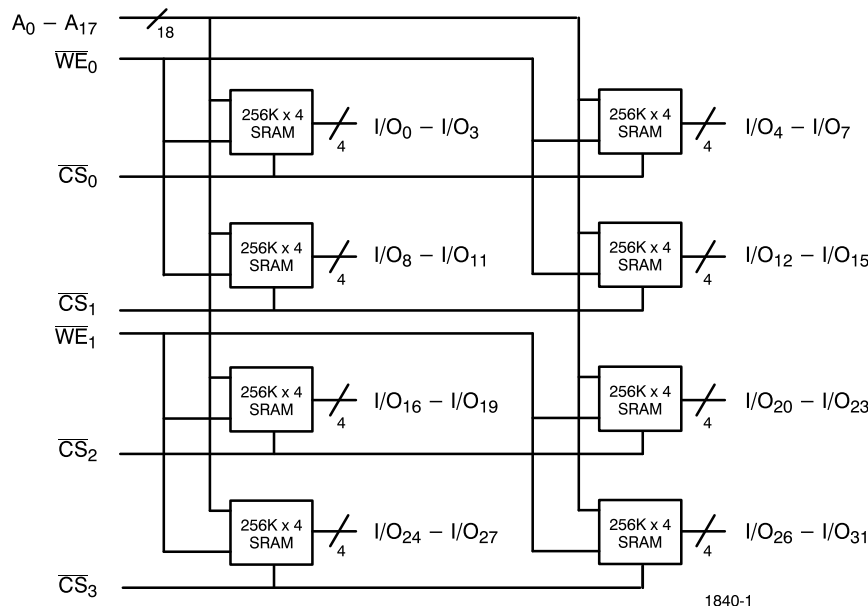 A0 – A17
18
WE0
256K x 4
SRAM
4
I/O0 – I/O3
256K x 4
SRAM
4
I/O4 – I/O7
CS0
256K x 4
SRAM
4
I/O8 – I/O11
256K x 4
SRAM
4
I/O12 – I/O15
CS1
WE1
256K x 4
SRAM
4
I/O16 – I/O19
256K x 4
SRAM
4
I/O20 – I/O23
CS2
256K x 4
SRAM
4
I/O24 – I/O27
256K x 4
SRAM
4
I/O26 – I/O31
CS3
1840-1